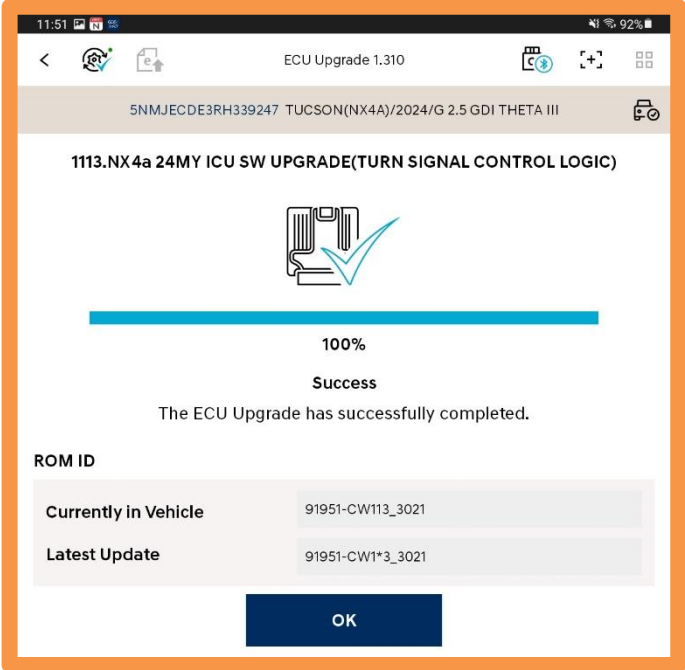 11:51 92%
ECU Upgrade 1.310
5NMJECDE3RH339247 TUCSON(NX4A)/2024/G 2.5 GDI THETA III
1113.NX4a 24MY ICU SW UPGRADE(TURN SIGNAL CONTROL LOGIC)
100%
Success
The ECU Upgrade has successfully completed.
ROM ID
Currently in Vehicle 91951-CW113_3021
Latest Update 91951-CW1*3_3021
OK